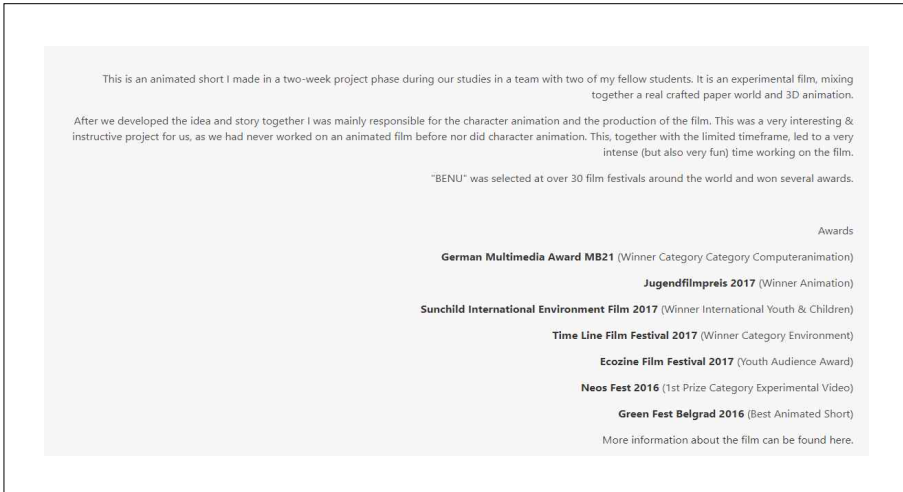 This is an animated short I made in a two-week project phase during our studies in a team with two of my fellow students. It is an experimental film, mixing
together a real crafted paper world and 3D animation.
After we developed the idea and story together I was mainly responsible for the character animation and the production of the film. This was a very interesting &
instructive project for us, as we had never worked on an animated film before nor did character animation. This, together with the limited timeframe, led to a very
intense (but also very fun) time working on the film.
"BENU" was selected at over 30 film festivals around the world and won several awards.
Awards
German Multimedia Award MB21 (Winner Category Category Computeranimation)
Jugendfilmpreis 2017 (Winner Animation)
Sunchild International Environment Film 2017 (Winner International Youth & Children)
Time Line Film Festival 2017 (Winner Category Environment)
Ecozine Film Festival 2017 (Youth Audience Award)
Neos Fest 2016 (1st Prize Category Experimental Video)
Green Fest Belgrad 2016 (Best Animated Short)
More information about the film can be found here.